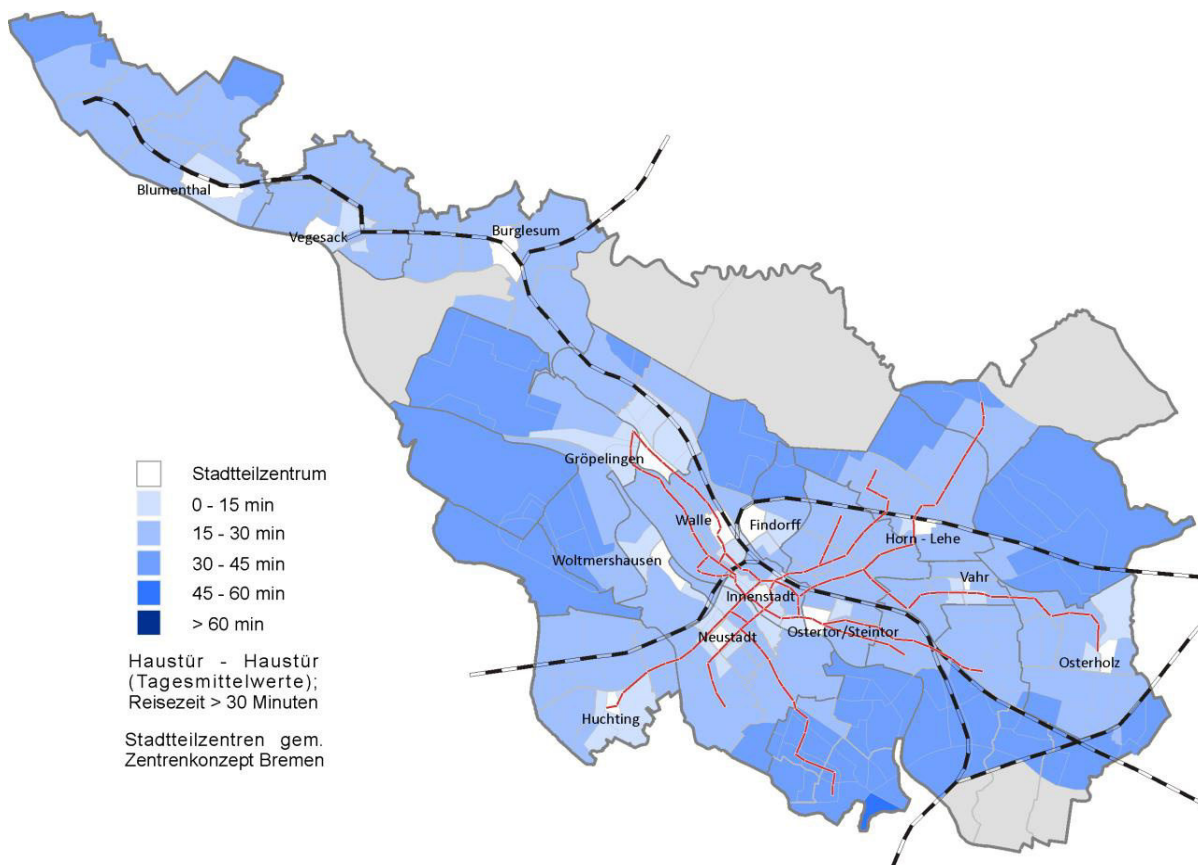 Blumenthal
Vegesack
Burglesum
Gröpelingen
Walle
Findorff
Horn - Lehe
Woltmershausen
Innenstadt
Vahr
Neustadt
Ostertor/Steintor
Osterholz
Huchting
Stadtteilzentrum
0 - 15 min
15 - 30 min
30 - 45 min
45 - 60 min
> 60 min
Haustür - Haustür
(Tagesmittelwerte);
Reisezeit > 30 Minuten
Stadtteilzentren gem.
Zentrenkonzept Bremen